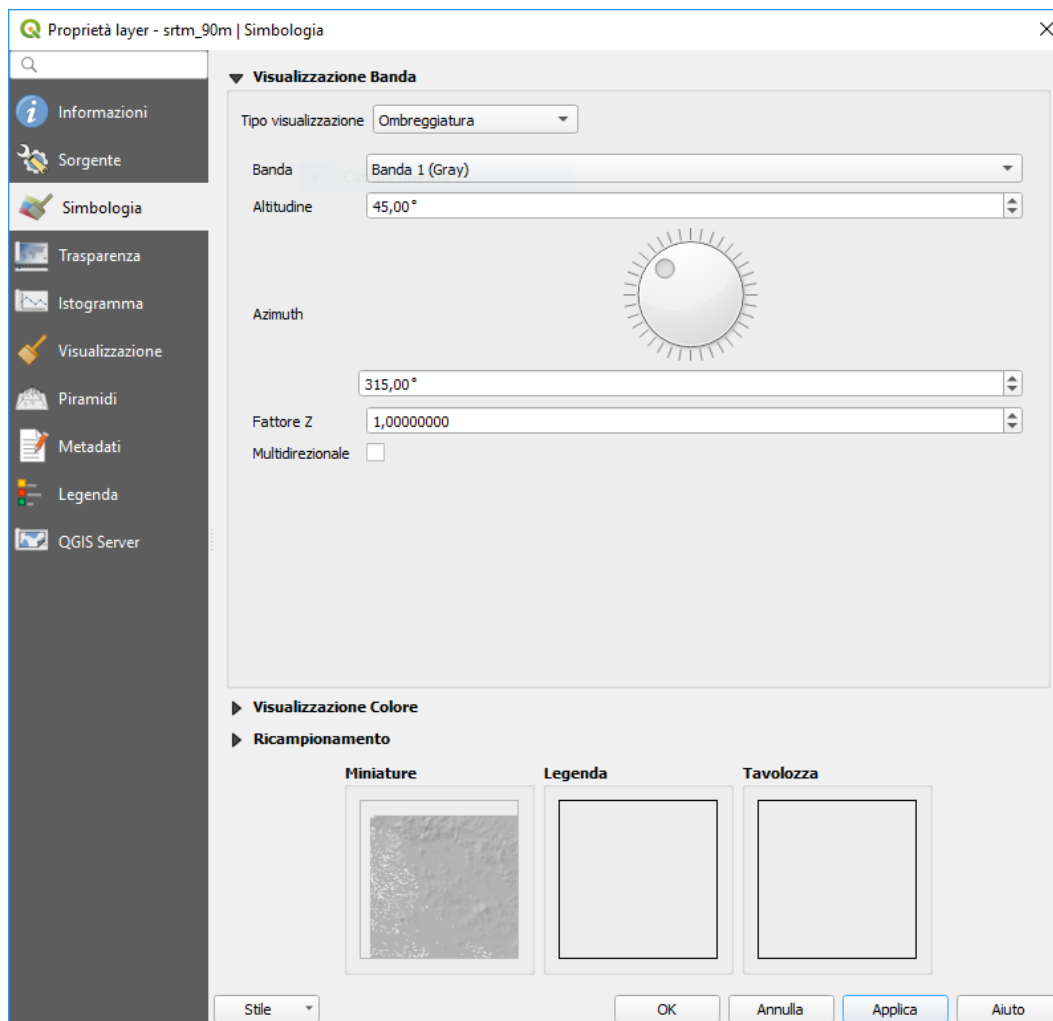 Proprietà layer - srtm_90m | Simbologia
Informazioni
Sorgente
Simbologia
Trasparenza
Istogramma
Visualizzazione
Piramidi
Metadati
Legenda
QGIS Server
Visualizzazione Banda
Tipo visualizzazione Ombreggiatura
Banda Banda 1 (Gray)
Altitudine 45,00°
Azimuth
315,00°
Fattore Z 1,00000000
Multidirezionale
Visualizzazione Colore
Ricampionamento
Miniature Legenda Tavolozza
Stile OK Annulla Applica Aiuto